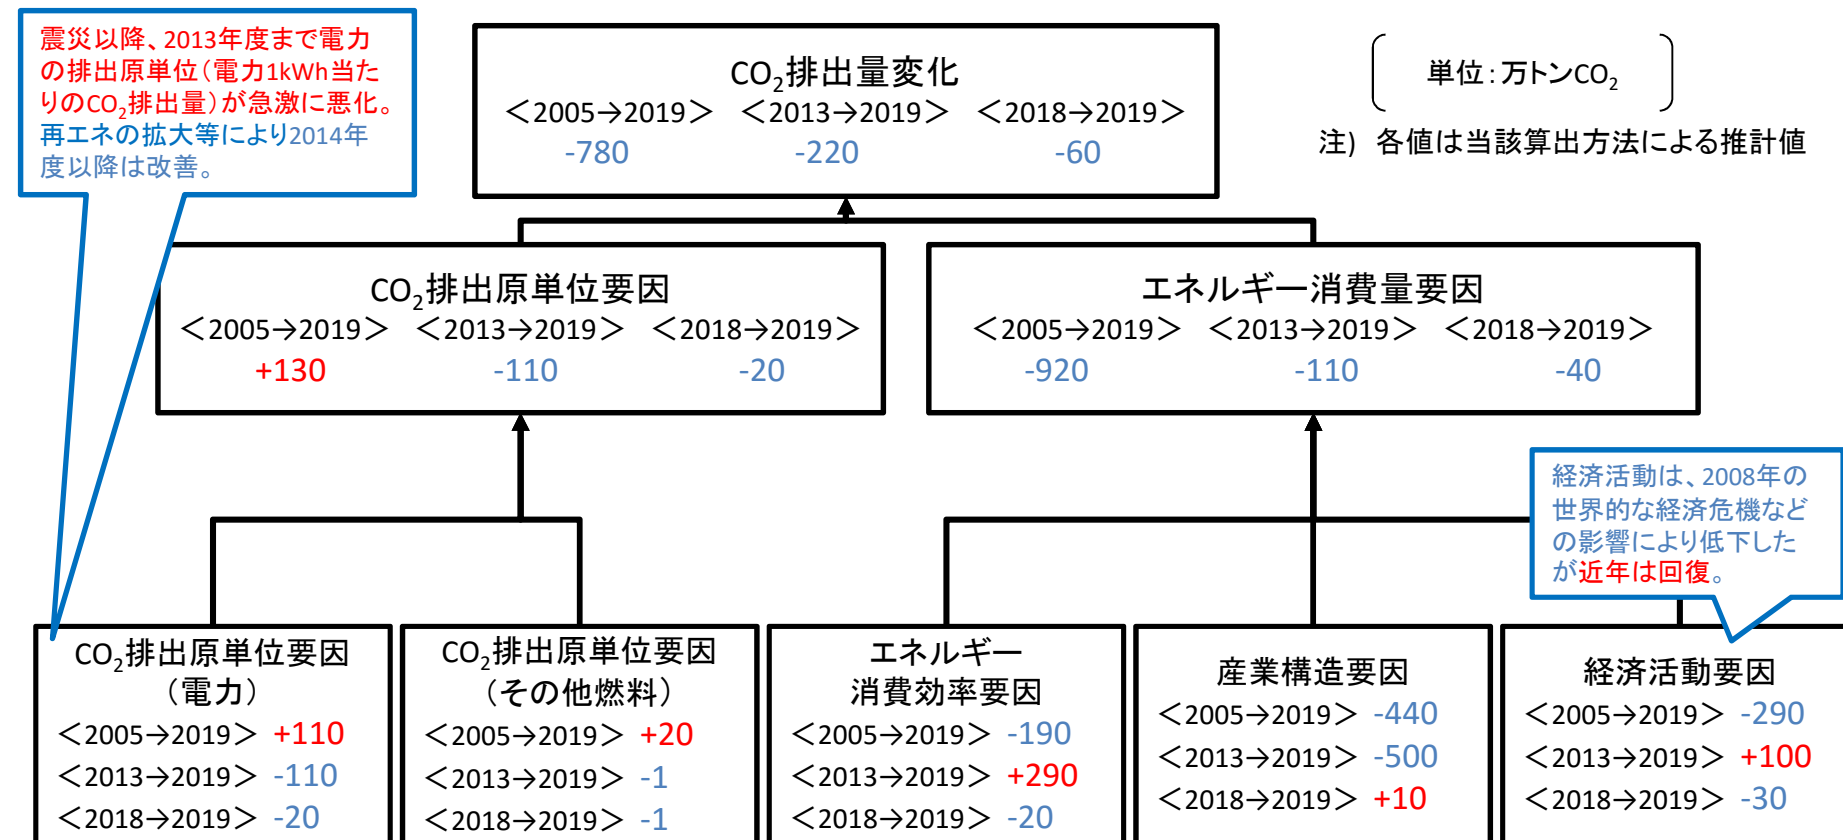 震災以降、2013年度まで電力
の排出原単位（電力1kWh当た
りのCO2排出量）が急激に悪化。
再エネの拡大等により2014年
度以降は改善。
CO2排出量変化
＜2005→2019＞ ＜2013→2019＞ ＜2018→2019＞
-780 -220 -60
単位：万トンCO2
注) 各値は当該算出方法による推計値
CO2排出原単位要因
＜2005→2019＞ ＜2013→2019＞ ＜2018→2019＞
+130 -110 -20
エネルギー消費量要因
＜2005→2019＞ ＜2013→2019＞ ＜2018→2019＞
-920 -110 -40
経済活動は、2008年の
世界的な経済危機など
の影響により低下した
が近年は回復。
CO2排出原単位要因
（電力）
＜2005→2019＞ +110
＜2013→2019＞ -110
＜2018→2019＞ -20
CO2排出原単位要因
（その他燃料）
＜2005→2019＞ +20
＜2013→2019＞ -1
＜2018→2019＞ -1
エネルギー
消費効率要因
＜2005→2019＞ -190
＜2013→2019＞ +290
＜2018→2019＞ -20
産業構造要因
＜2005→2019＞ -440
＜2013→2019＞ -500
＜2018→2019＞ +10
経済活動要因
＜2005→2019＞ -290
＜2013→2019＞ +100
＜2018→2019＞ -30